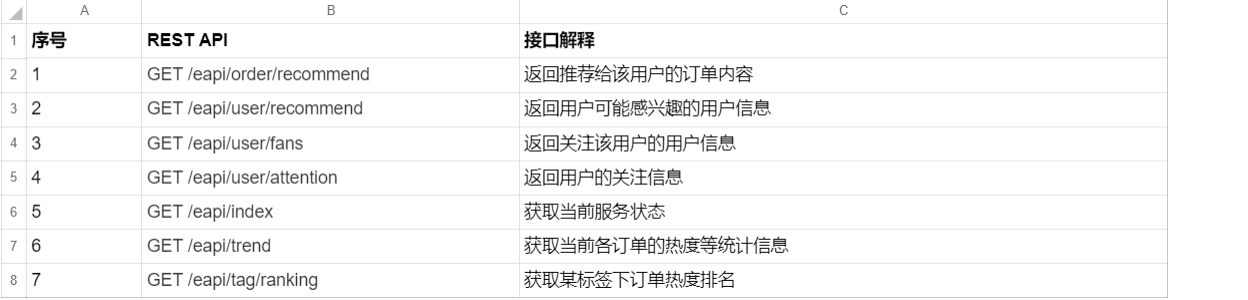 A B C
1 序号 REST API 接口解释
2 1 GET /eapi/order/recommend 返回推荐给该用户的订单内容
3 2 GET /eapi/user/recommend 返回用户可能感兴趣的用户信息
4 3 GET /eapi/user/fans 返回关注该用户的用户信息
5 4 GET /eapi/user/attention 返回用户的关注信息
6 5 GET /eapi/index 获取当前服务状态
7 6 GET /eapi/trend 获取当前各订单的热度等统计信息
8 7 GET /eapi/tag/ranking 获取某标签下订单热度排名